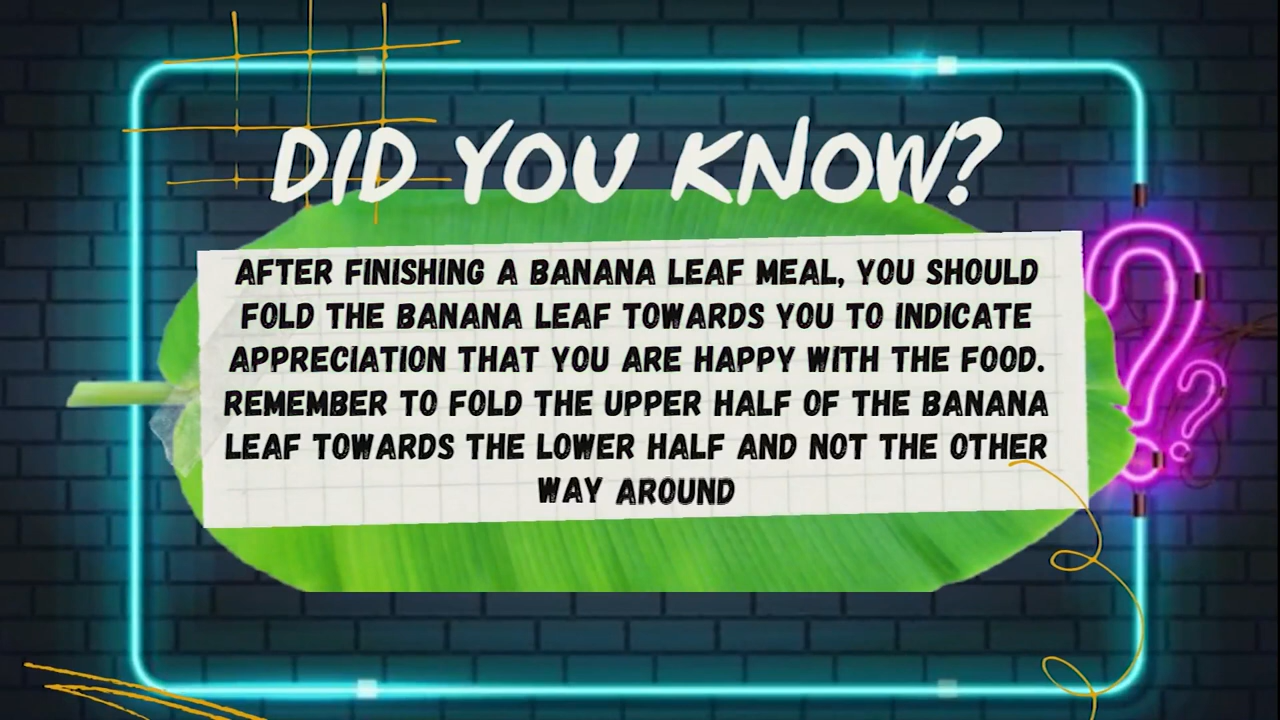 DID YOU KNOW?
AFTER FINISHING A BANANA LEAF MEAL, YOU SHOULD
FOLD THE BANANA LEAF TOWARDS YOU TO INDICATE
APPRECIATION THAT YOU ARE HAPPY WITH THE FOOD.
REMEMBER TO FOLD THE UPPER HALF OF THE BANANA
LEAF TOWARDS THE LOWER HALF AND NOT THE OTHER
WAY AROUND